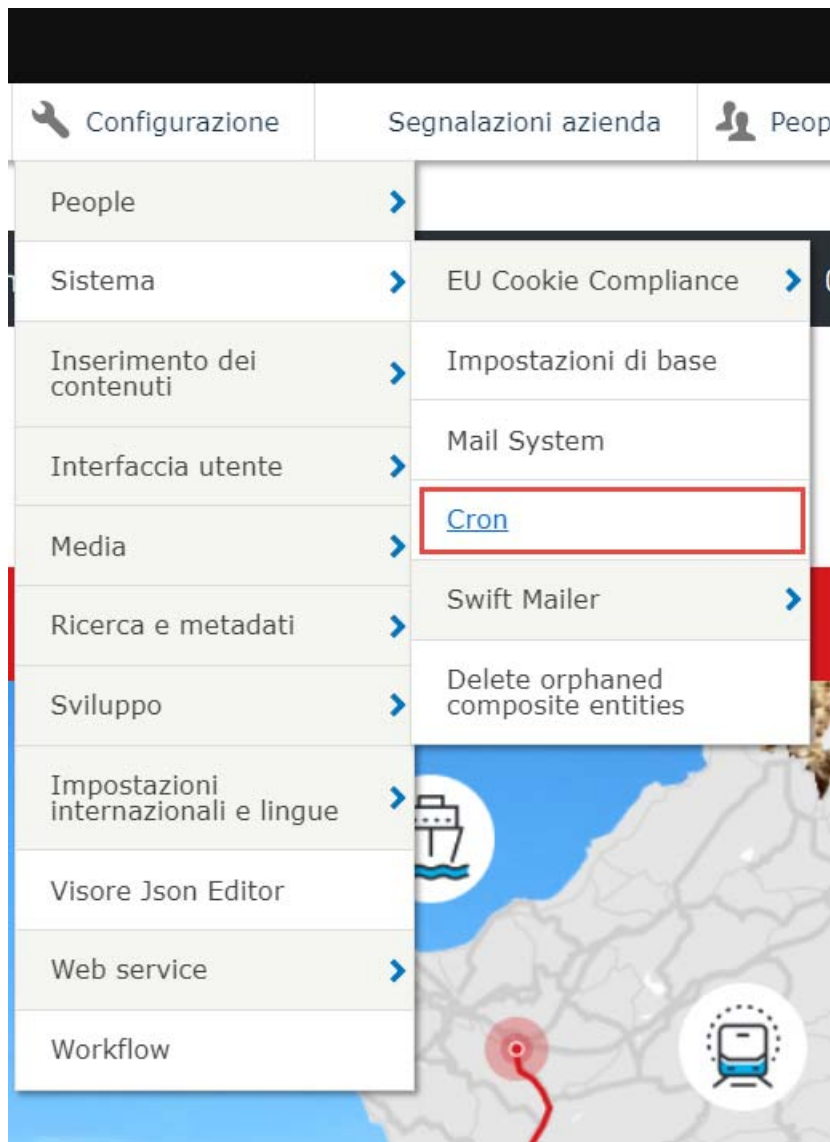 Configurazione
Segnalazioni azienda
People
Sistema
Inserimento dei
contenuti
Interfaccia utente
Media
Ricerca e metadati
Sviluppo
Impostazioni
internazionali e lingue
Visore Json Editor
Web service
Workflow
EU Cookie Compliance
Impostazioni di base
Mail System
Cron
Swift Mailer
Delete orphaned
composite entities